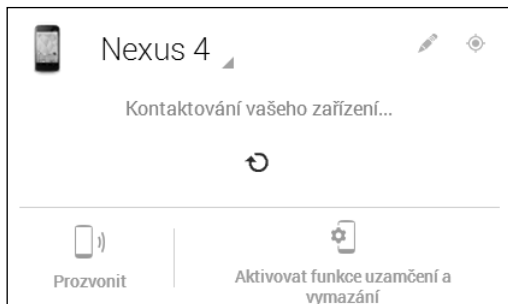 Nexus 4
Kontaktování vašeho zařízení...
Prozvonit
Aktivovat funkce uzamčení a
vymazání